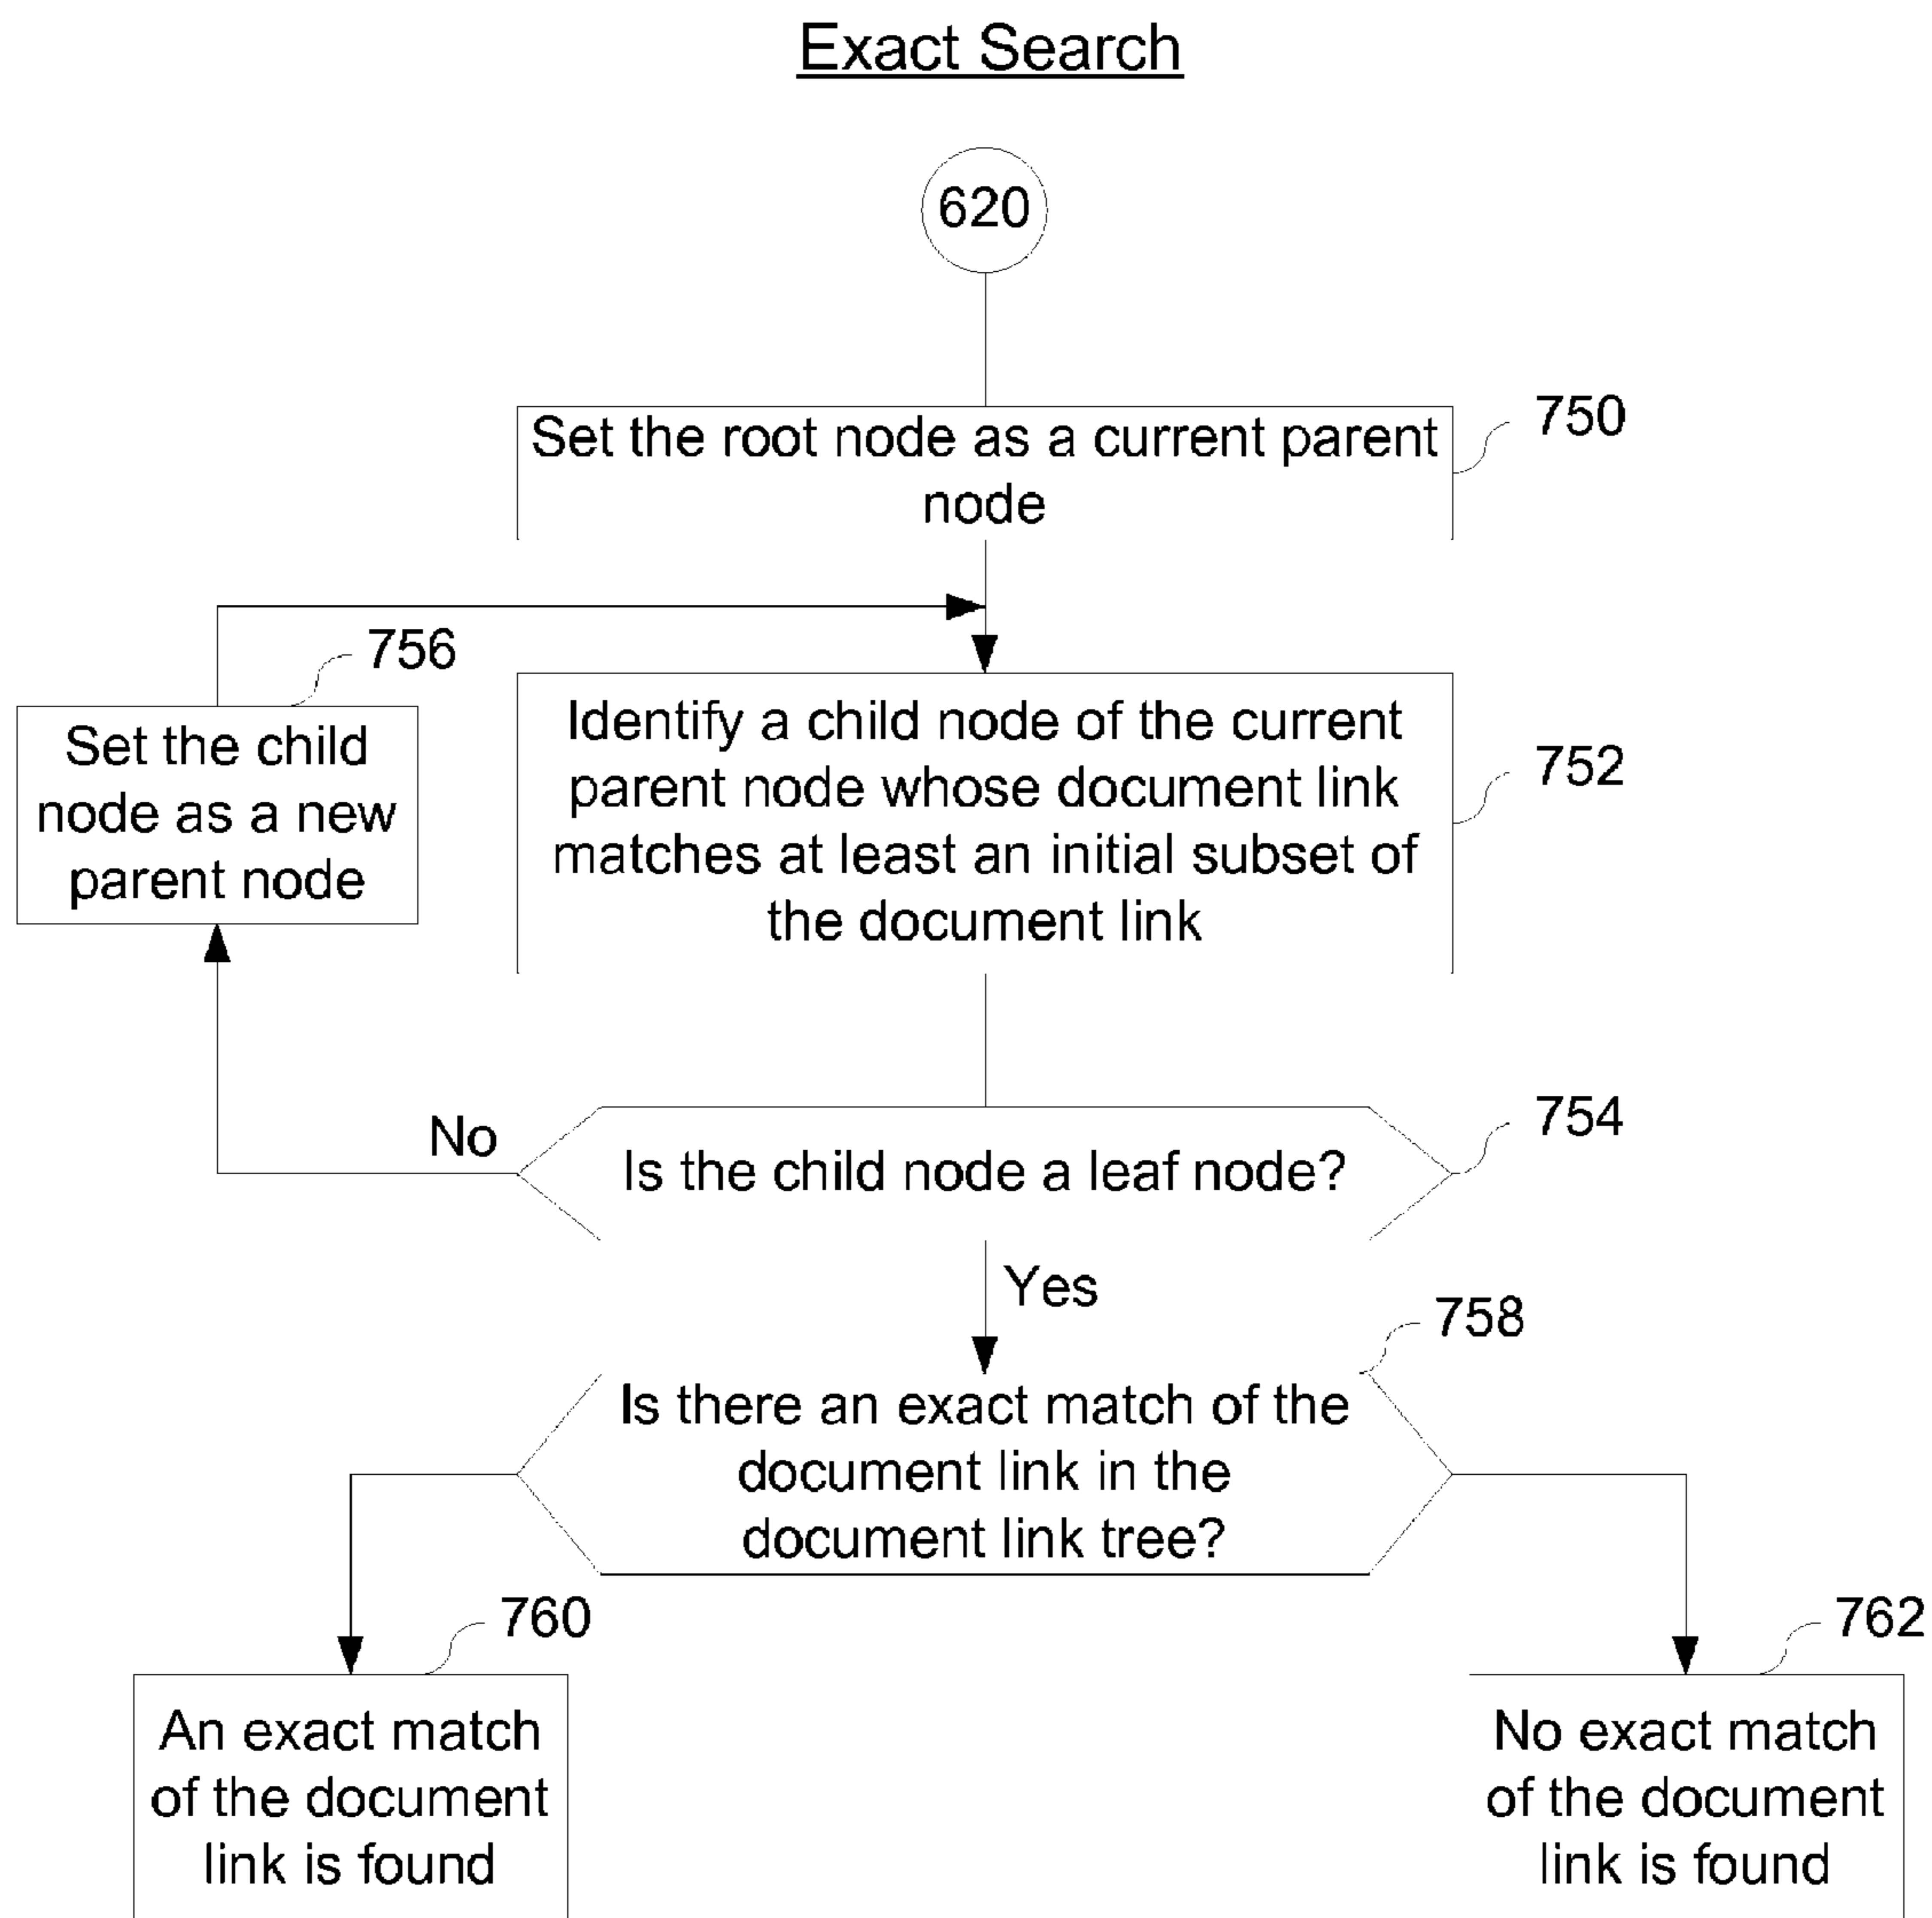 Exact Search
620
Set the root node as a current parent
node
750
756
Set the child
node as a new
parent node
Identify a child node of the current
parent node whose document link
matches at least an initial subset of
the document link
752
No
Is the child node a leaf node?
754
Yes
758
Is there an exact match of the
document link in the
document link tree?
760
An exact match
of the document
link is found
762
No exact match
of the document
link is found